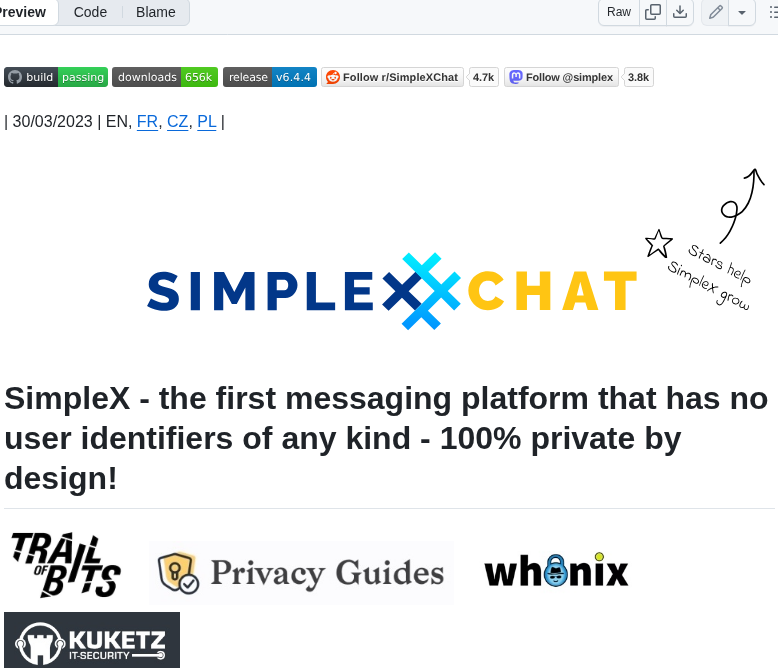 Preview Code Blame Raw
build passing downloads 656k release v6.4.4 Follow r/SimpleXChat 4.7k Follow @simplex 3.8k
| 30/03/2023 | EN, FR, CZ, PL |
Stars help
SimpleX grow
SIMPLEX CHAT
SimpleX - the first messaging platform that has no
user identifiers of any kind - 100% private by
design!
TRAIL OF BITS
Privacy Guides
whonix
KUKETZ
IT-SECURITY